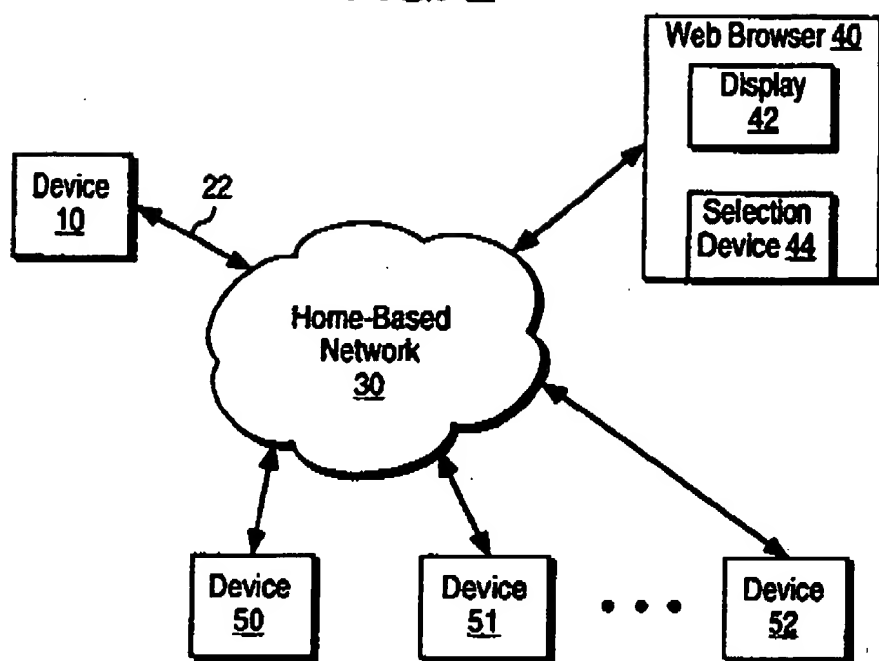 Web Browser 40
Display
42
Selection
Device 44
Device
10
22
Home-Based
Network
30
Device
50
Device
51
Device
52